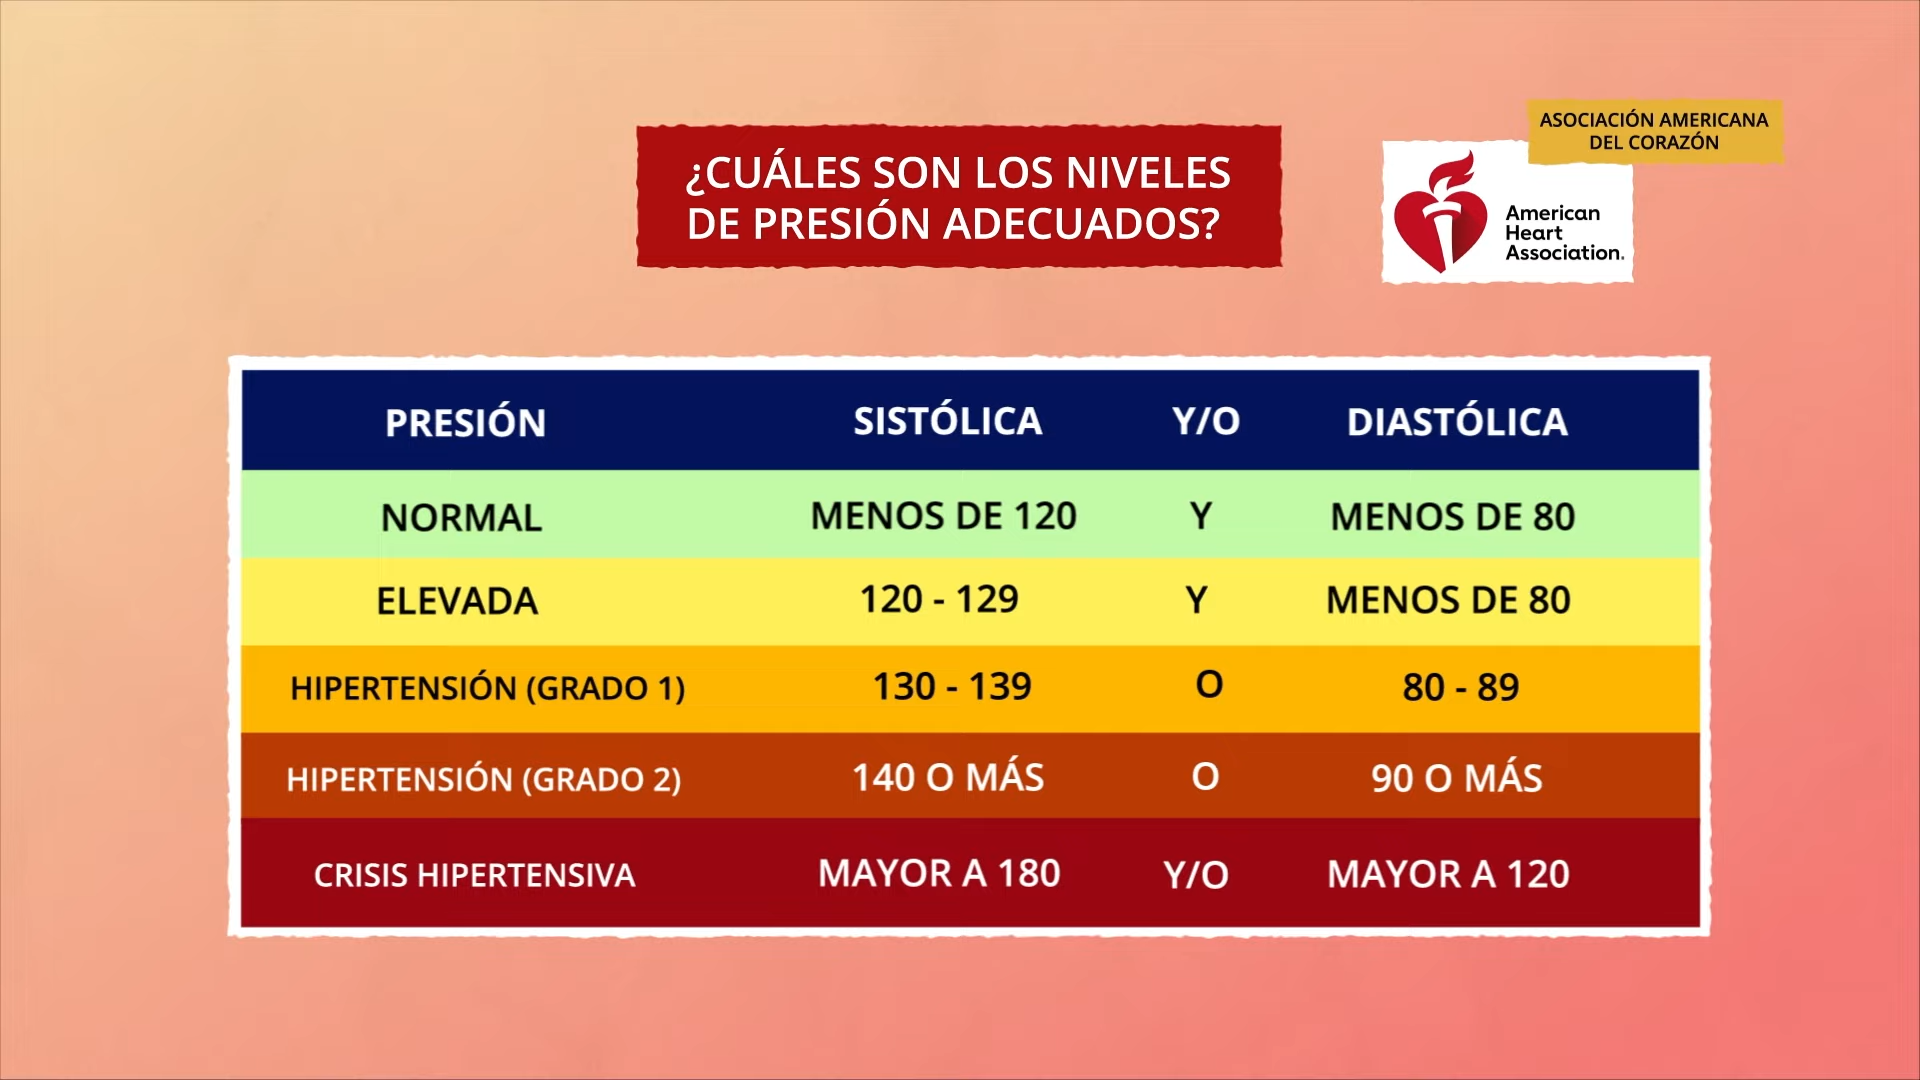 ¿CUÁLES SON LOS NIVELES
DE PRESIÓN ADECUADOS?
ASOCIACIÓN AMERICANA
DEL CORAZÓN
American
Heart
Association.
PRESIÓN SISTÓLICA Y/O DIASTÓLICA
NORMAL MENOS DE 120 Y MENOS DE 80
ELEVADA 120 - 129 Y MENOS DE 80
HIPERTENSIÓN (GRADO 1) 130 - 139 O 80 - 89
HIPERTENSIÓN (GRADO 2) 140 O MÁS O 90 O MÁS
CRISIS HIPERTENSIVA MAYOR A 180 Y/O MAYOR A 120